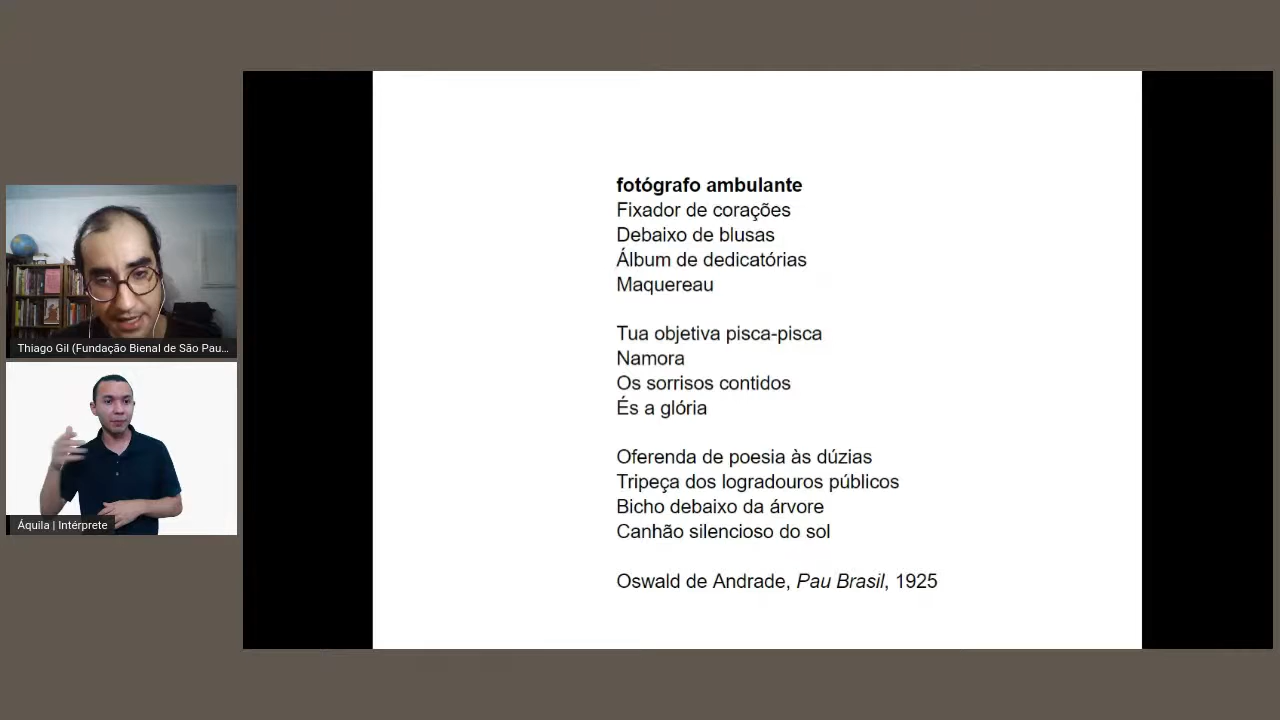 fotógrafo ambulante
Fixador de corações
Debaixo de blusas
Álbum de dedicatórias
Maquereau
Tua objetiva pisca-pisca
Namora
Os sorrisos contidos
És a glória
Oferenda de poesia às dúzias
Tripeça dos logradouros públicos
Bicho debaixo da árvore
Canhão silencioso do sol
Oswald de Andrade, Pau Brasil, 1925
Thiago Gil (Fundação Bienal de São Pau...
Áquila | Intérprete